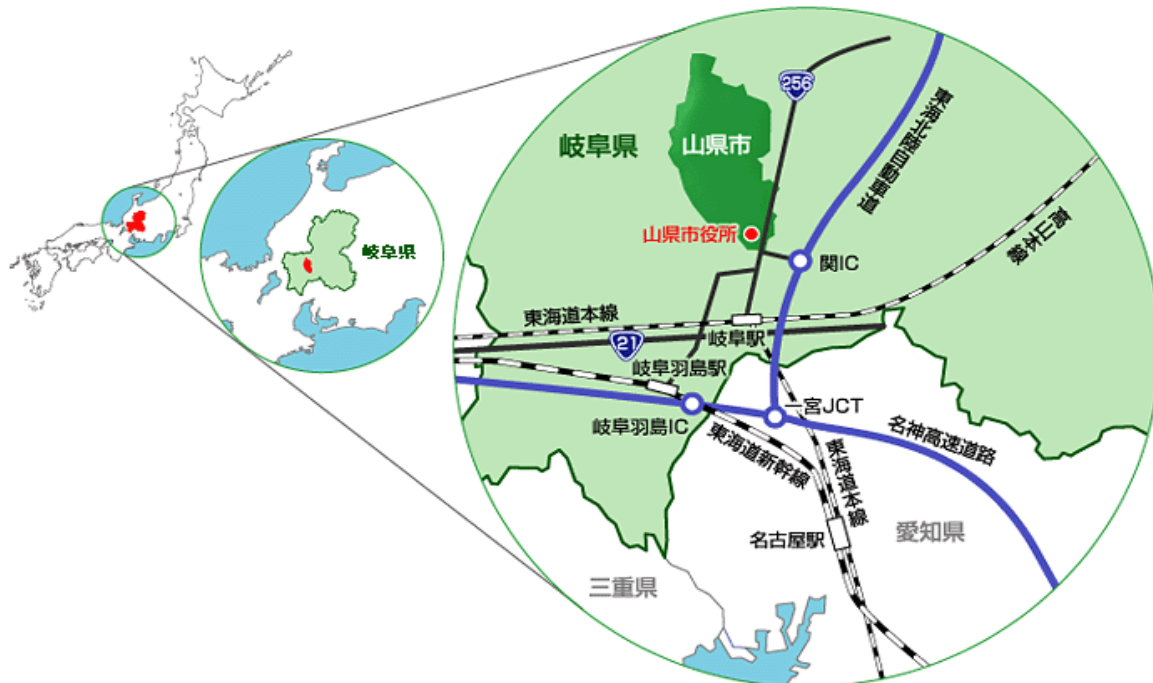 256
東海北陸自動車道
岐阜県
山県市
高山本線
山県市役所
岐阜県
関IC
東海道本線
21
岐阜駅
岐阜羽島駅
一宮JCT
岐阜羽島IC
名神高速道路
東海道新幹線
東海道本線
名古屋駅
愛知県
三重県